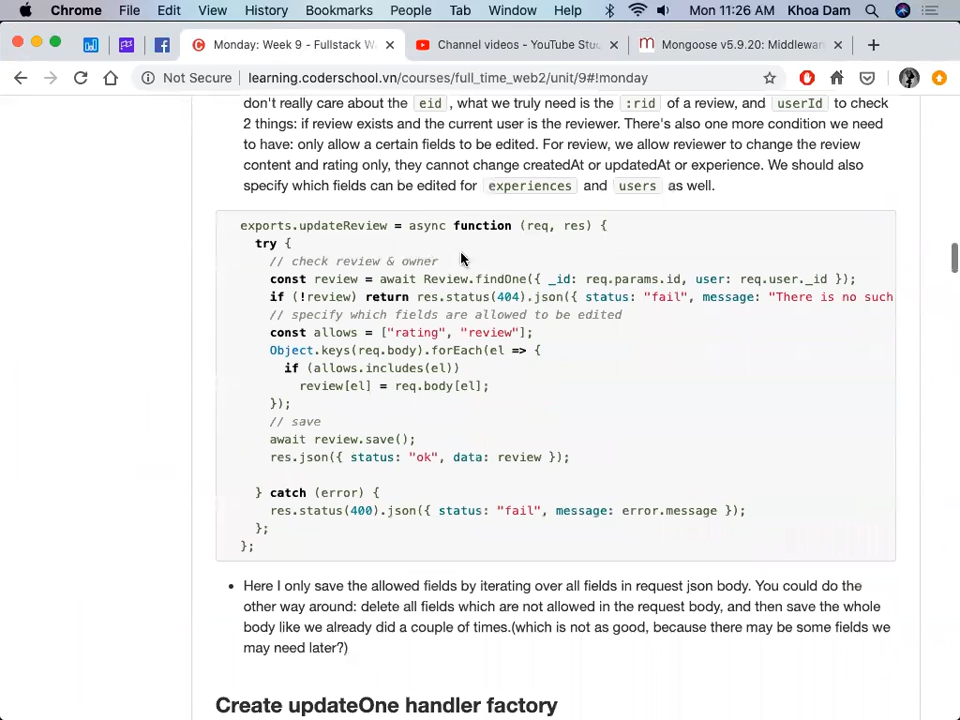 Chrome File Edit View History Bookmarks People Tab Window Help Mon 11:26 AM Khoa Dam
Monday: Week 9 - Fullstack W Channel videos - YouTube Stu Mongoose v5.9.20: Middlewar
Not Secure learning.coderschool.vn/courses/full_time_web2/unit/9#!monday
don't really care about the eid , what we truly need is the :rid of a review, and userId to check
2 things: if review exists and the current user is the reviewer. There's also one more condition we need
to have: only allow a certain fields to be edited. For review, we allow reviewer to change the review
content and rating only, they cannot change createdAt or updatedAt or experience. We should also
specify which fields can be edited for experiences and users as well.
exports.updateReview = async function (req, res) {
try {
// check review & owner
const review = await Review.findOne({ _id: req.params.id, user: req.user._id });
if (!review) return res.status(404).json({ status: "fail", message: "There is no such
// specify which fields are allowed to be edited
const allows = ["rating", "review"];
Object.keys(req.body).forEach(el => {
if (allows.includes(el))
review[el] = req.body[el];
});
// save
await review.save();
res.json({ status: "ok", data: review });
} catch (error) {
res.status(400).json({ status: "fail", message: error.message });
};
};
• Here I only save the allowed fields by iterating over all fields in request json body. You could do the
other way around: delete all fields which are not allowed in the request body, and then save the whole
body like we already did a couple of times.(which is not as good, because there may be some fields we
may need later?)
Create updateOne handler factory